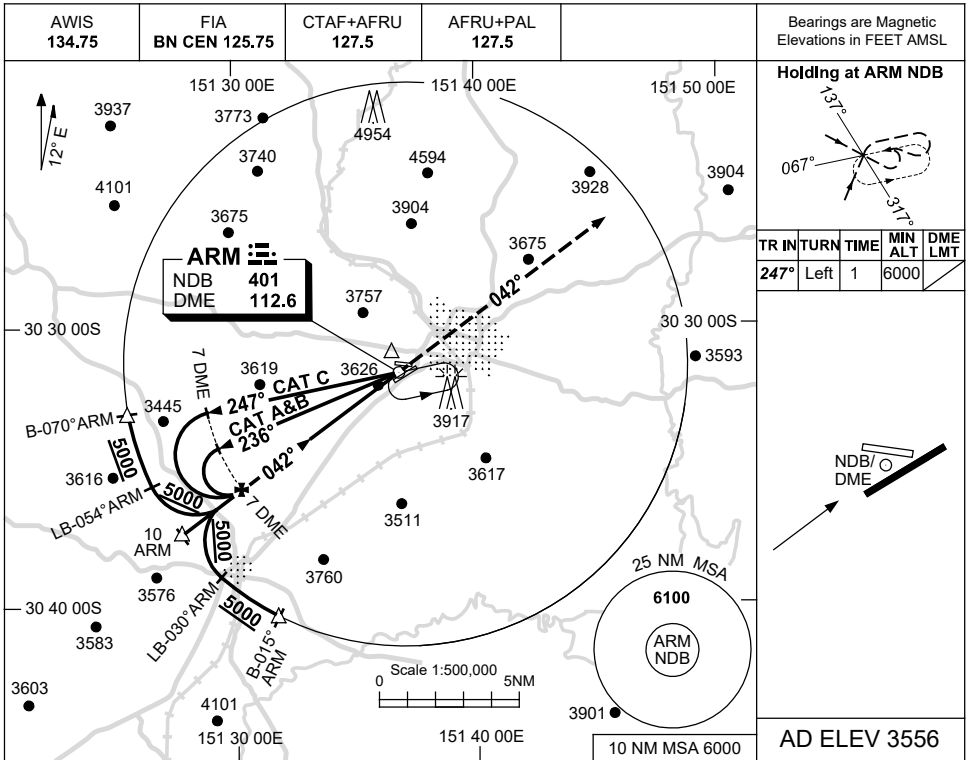 AWIS
134.75
FIA
BN CEN 125.75
CTAF+AFRU
127.5
AFRU+PAL
127.5
Bearings are Magnetic
Elevations in FEET AMSL
151 30 00E
151 40 00E
151 50 00E
12° E
3937
3773
4954
3740
4594
3928
3904
4101
3904
3675
3675
ARM
NDB 401
DME 112.6
3757
042°
30 30 00S
30 30 00S
3593
7 DME
3619
3626
247° CAT C
CAT A&B
236°
042°
3917
3445
B-070°ARM
5000
3616
LB-054°ARM
5000
7 DME
3617
3511
10
ARM
5000
3760
3576
30 40 00S
LB-030°ARM
5000
B-015°
ARM
3583
25 NM MSA
6100
ARM
NDB
Scale 1:500,000
0 5NM
3603
4101
3901
151 30 00E
151 40 00E
10 NM MSA 6000
Holding at ARM NDB
137°
067°
317°
TR IN TURN TIME MIN ALT DME LMT
247° Left 1 6000
NDB/
DME
AD ELEV 3556